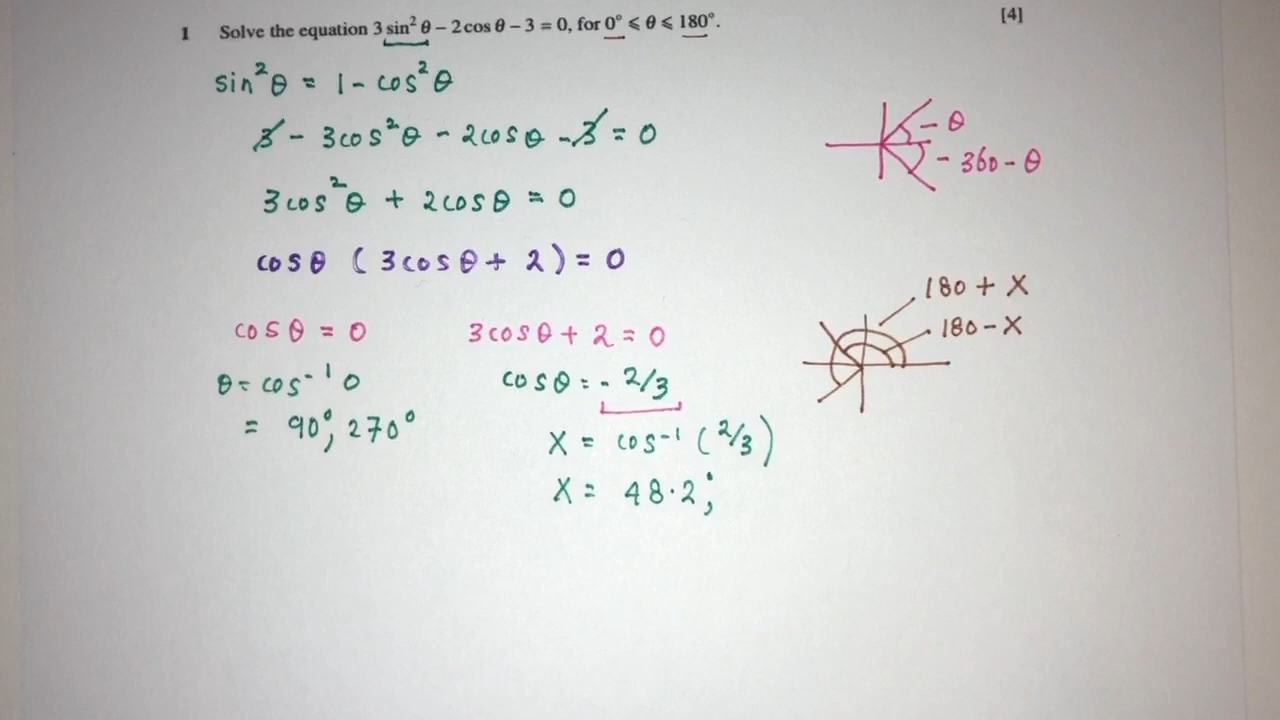 1 Solve the equation 3 sin² θ – 2 cos θ – 3 = 0, for 0° ⩽ θ ⩽ 180°. [4]
sin²θ = 1 - cos²θ
3 - 3cos²θ - 2cosθ - 3 = 0
- θ
- 360 - θ
3cos²θ + 2cosθ = 0
cosθ ( 3cosθ + 2 ) = 0
180 + X
180 - X
cosθ = 0 3cosθ + 2 = 0
θ = cos⁻¹ 0 cosθ = - 2/3
= 90°, 270° X = cos⁻¹ (2/3)
X = 48.2°,